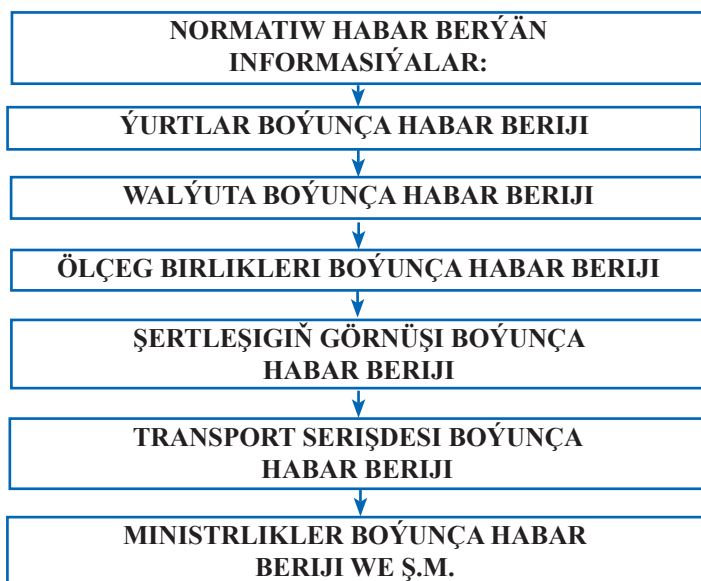 NORMATIW HABAR BERÝÄN
INFORMASIÝALAR:
ÝURTLAR BOÝUNÇA HABAR BERIJI
WALÝUTA BOÝUNÇA HABAR BERIJI
ÖLÇEG BIRLIKLERI BOÝUNÇA HABAR BERIJI
ŞERTLEŞIGIŇ GÖRNÜŞI BOÝUNÇA
HABAR BERIJI
TRANSPORT SERIŞDESI BOÝUNÇA
HABAR BERIJI
MINISTRLIKLER BOÝUNÇA HABAR
BERIJI WE Ş.M.